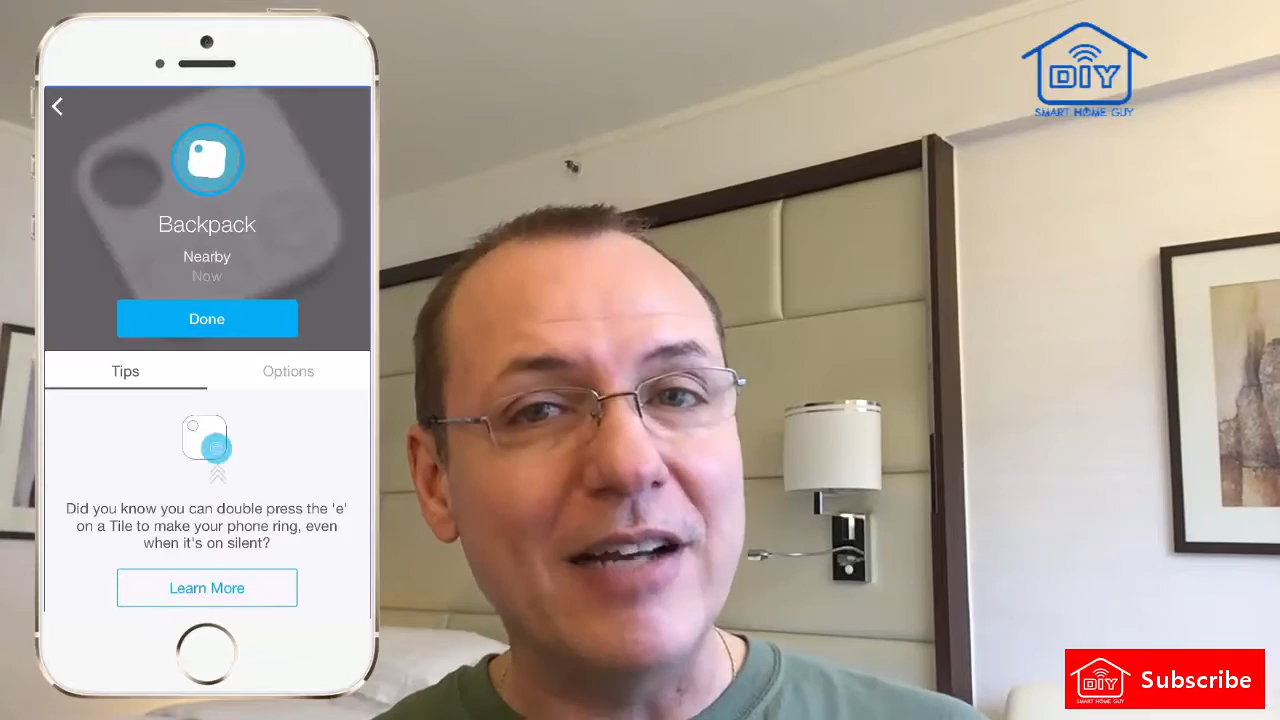 Backpack
Nearby
Now
Done
Tips
Options
Did you know you can double press the 'e'
on a Tile to make your phone ring, even
when it's on silent?
Learn More
DIY
SMART HOME GUY
DIY
SMART HOME GUY
Subscribe